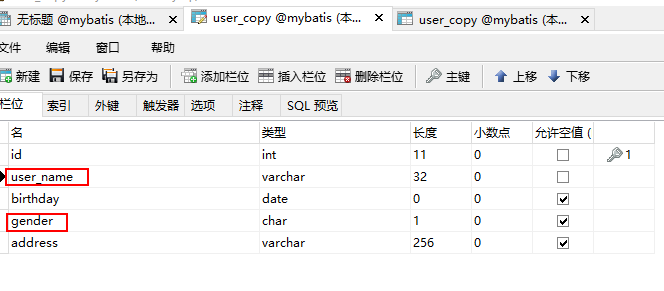 无标题 @mybatis (本地... user_copy @mybatis (本... user_copy @mybatis (本...
文件 编辑 窗口 帮助
新建 保存 另存为 添加栏位 插入栏位 删除栏位 主键 上移 下移
栏位 索引 外键 触发器 选项 注释 SQL 预览
名 类型 长度 小数点 允许空值 (
id int 11 0 1
user_name varchar 32 0
birthday date 0 0
gender char 1 0
address varchar 256 0